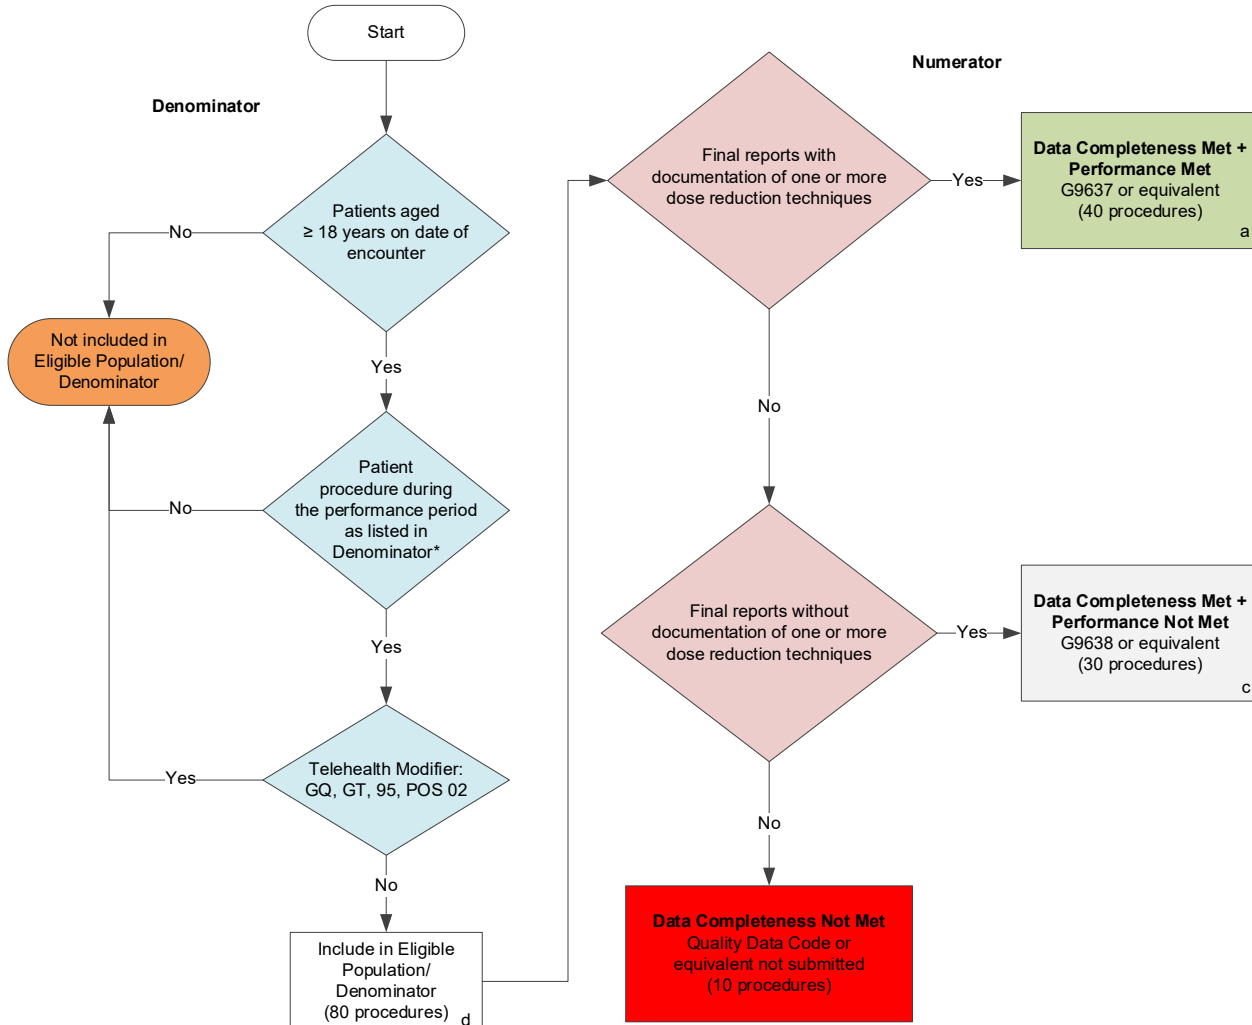 Start
Denominator
Patients aged
≥ 18 years on date of
encounter
No
Not included in
Eligible Population/
Denominator
Yes
Patient
procedure during
the performance period
as listed in
Denominator*
No
Yes
Telehealth Modifier:
GQ, GT, 95, POS 02
Yes
No
Include in Eligible
Population/
Denominator
(80 procedures)
d
Numerator
Final reports with
documentation of one or more
dose reduction techniques
Yes
Data Completeness Met +
Performance Met
G9637 or equivalent
(40 procedures)
a
No
Final reports without
documentation of one or more
dose reduction techniques
Yes
Data Completeness Met +
Performance Not Met
G9638 or equivalent
(30 procedures)
c
No
Data Completeness Not Met
Quality Data Code or
equivalent not submitted
(10 procedures)